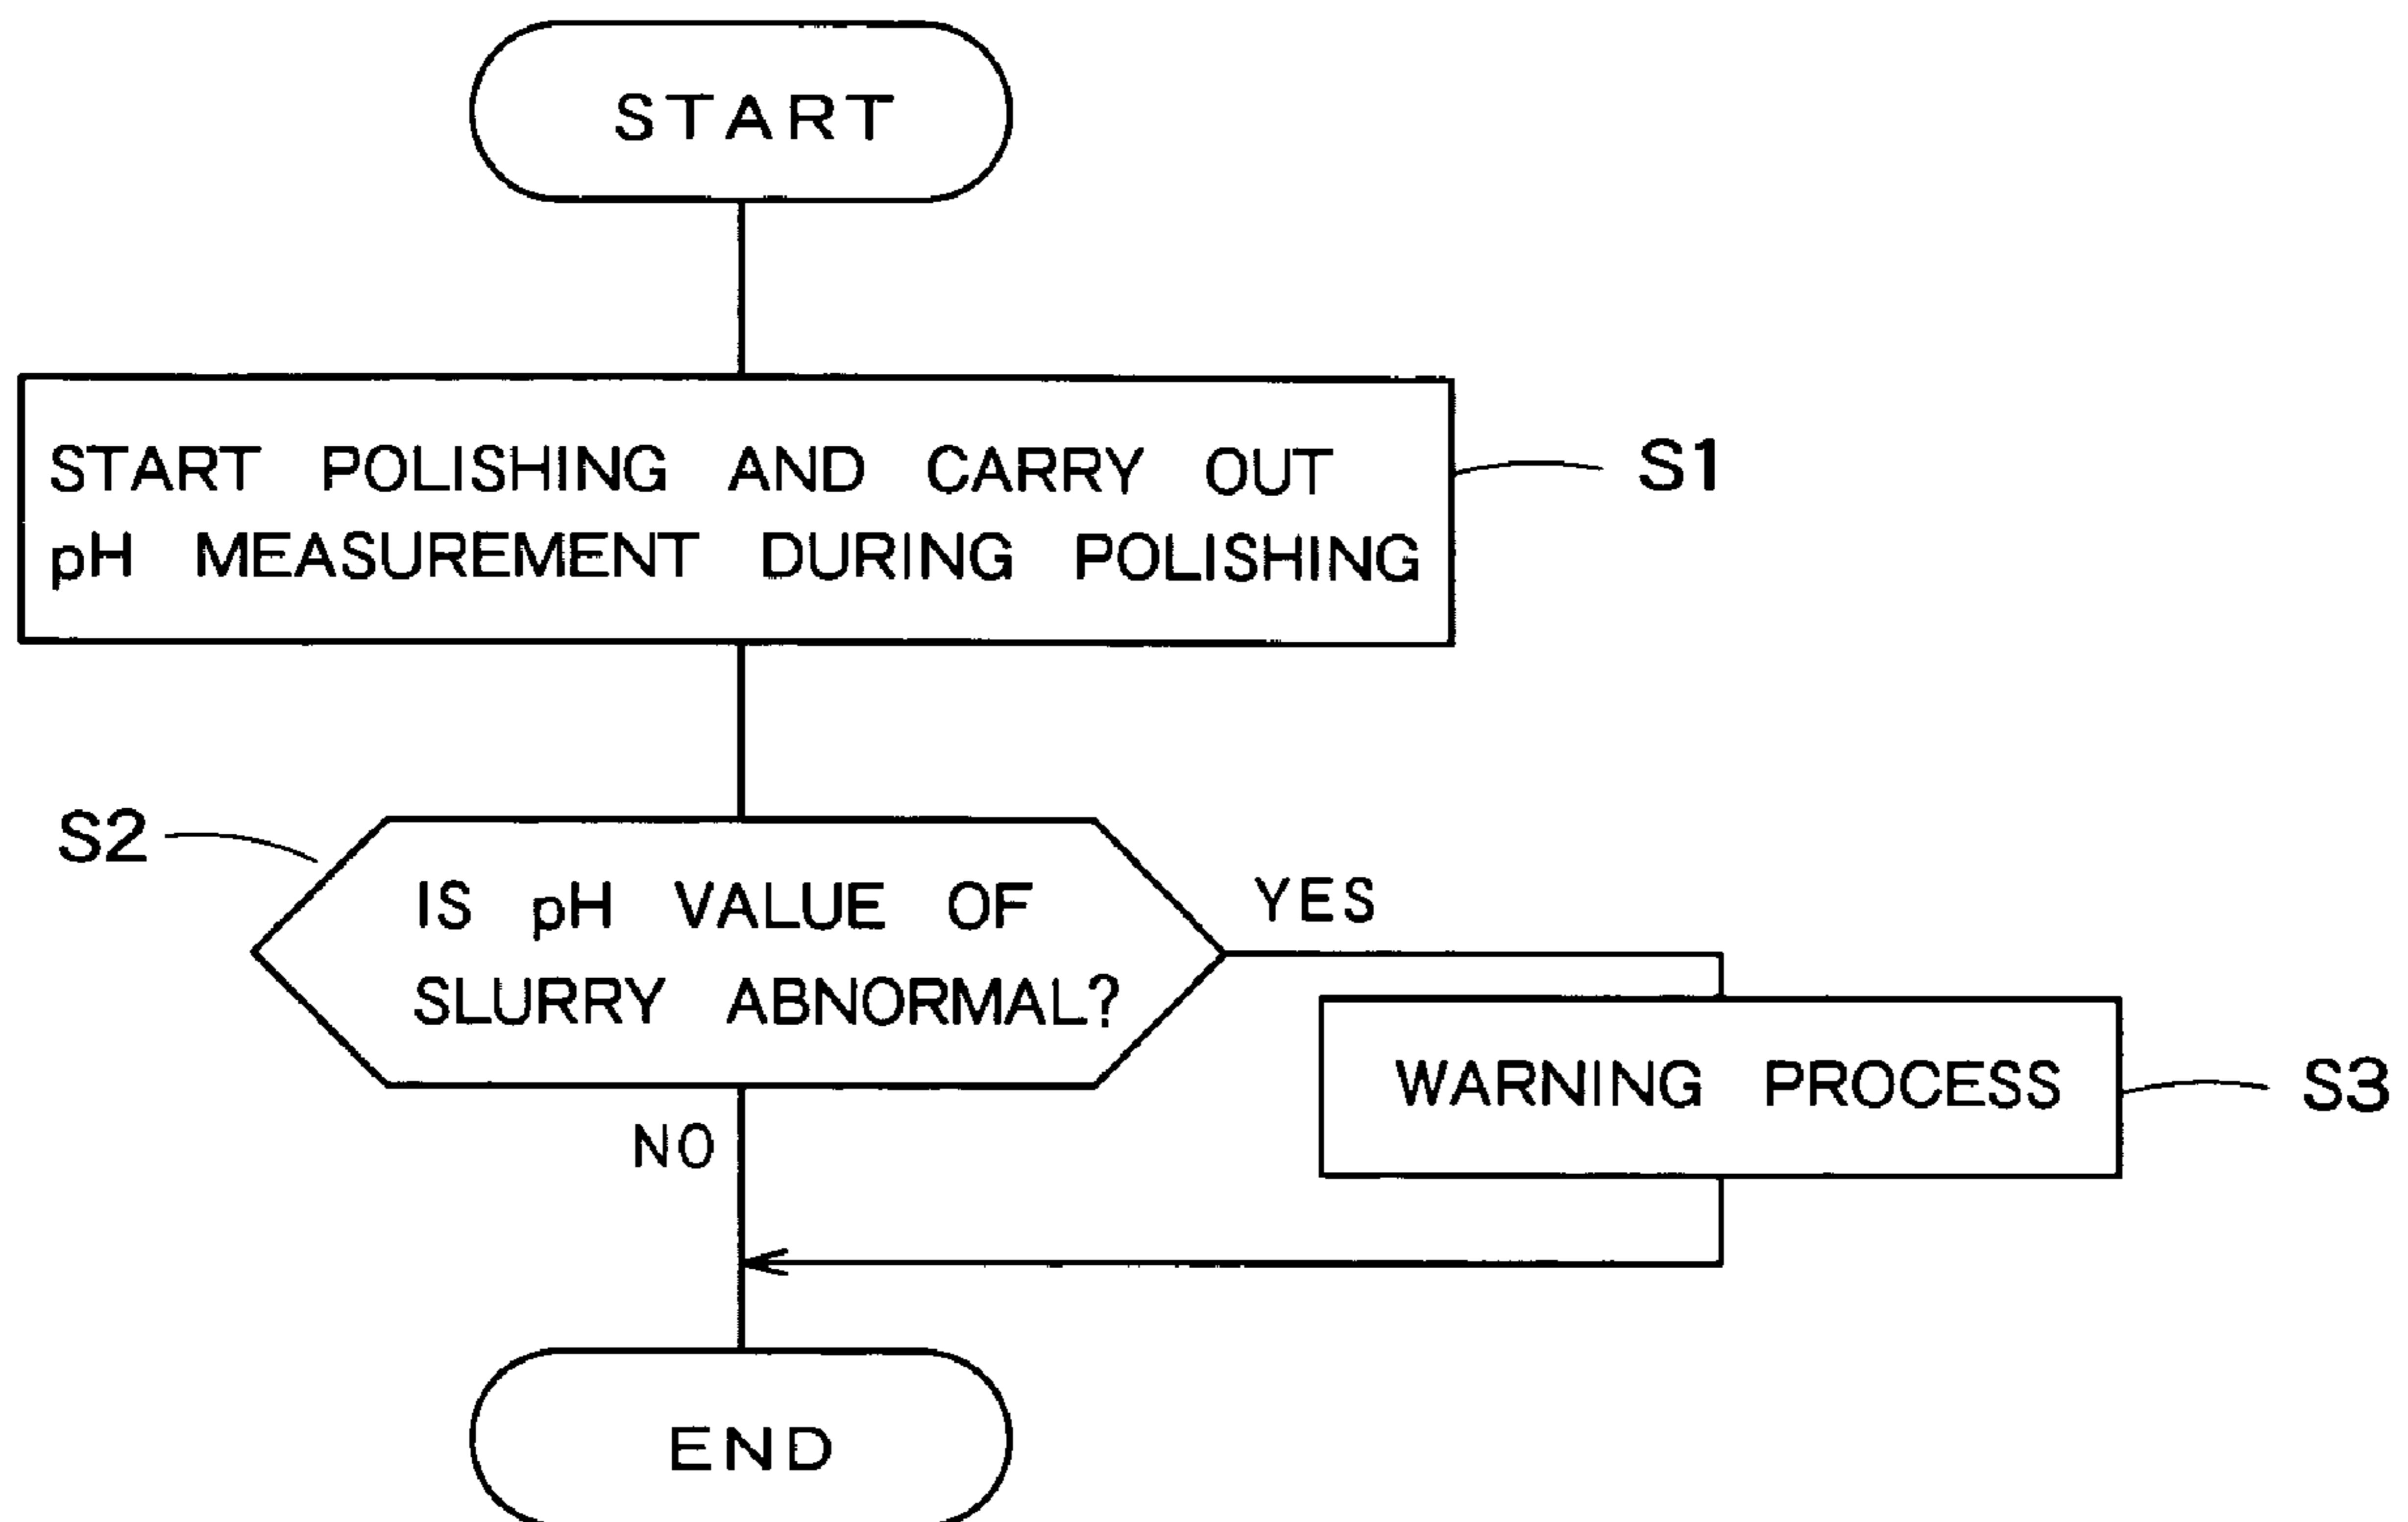 START
START POLISHING AND CARRY OUT
pH MEASUREMENT DURING POLISHING
S1
S2
IS pH VALUE OF
SLURRY ABNORMAL?
YES
WARNING PROCESS
S3
NO
END